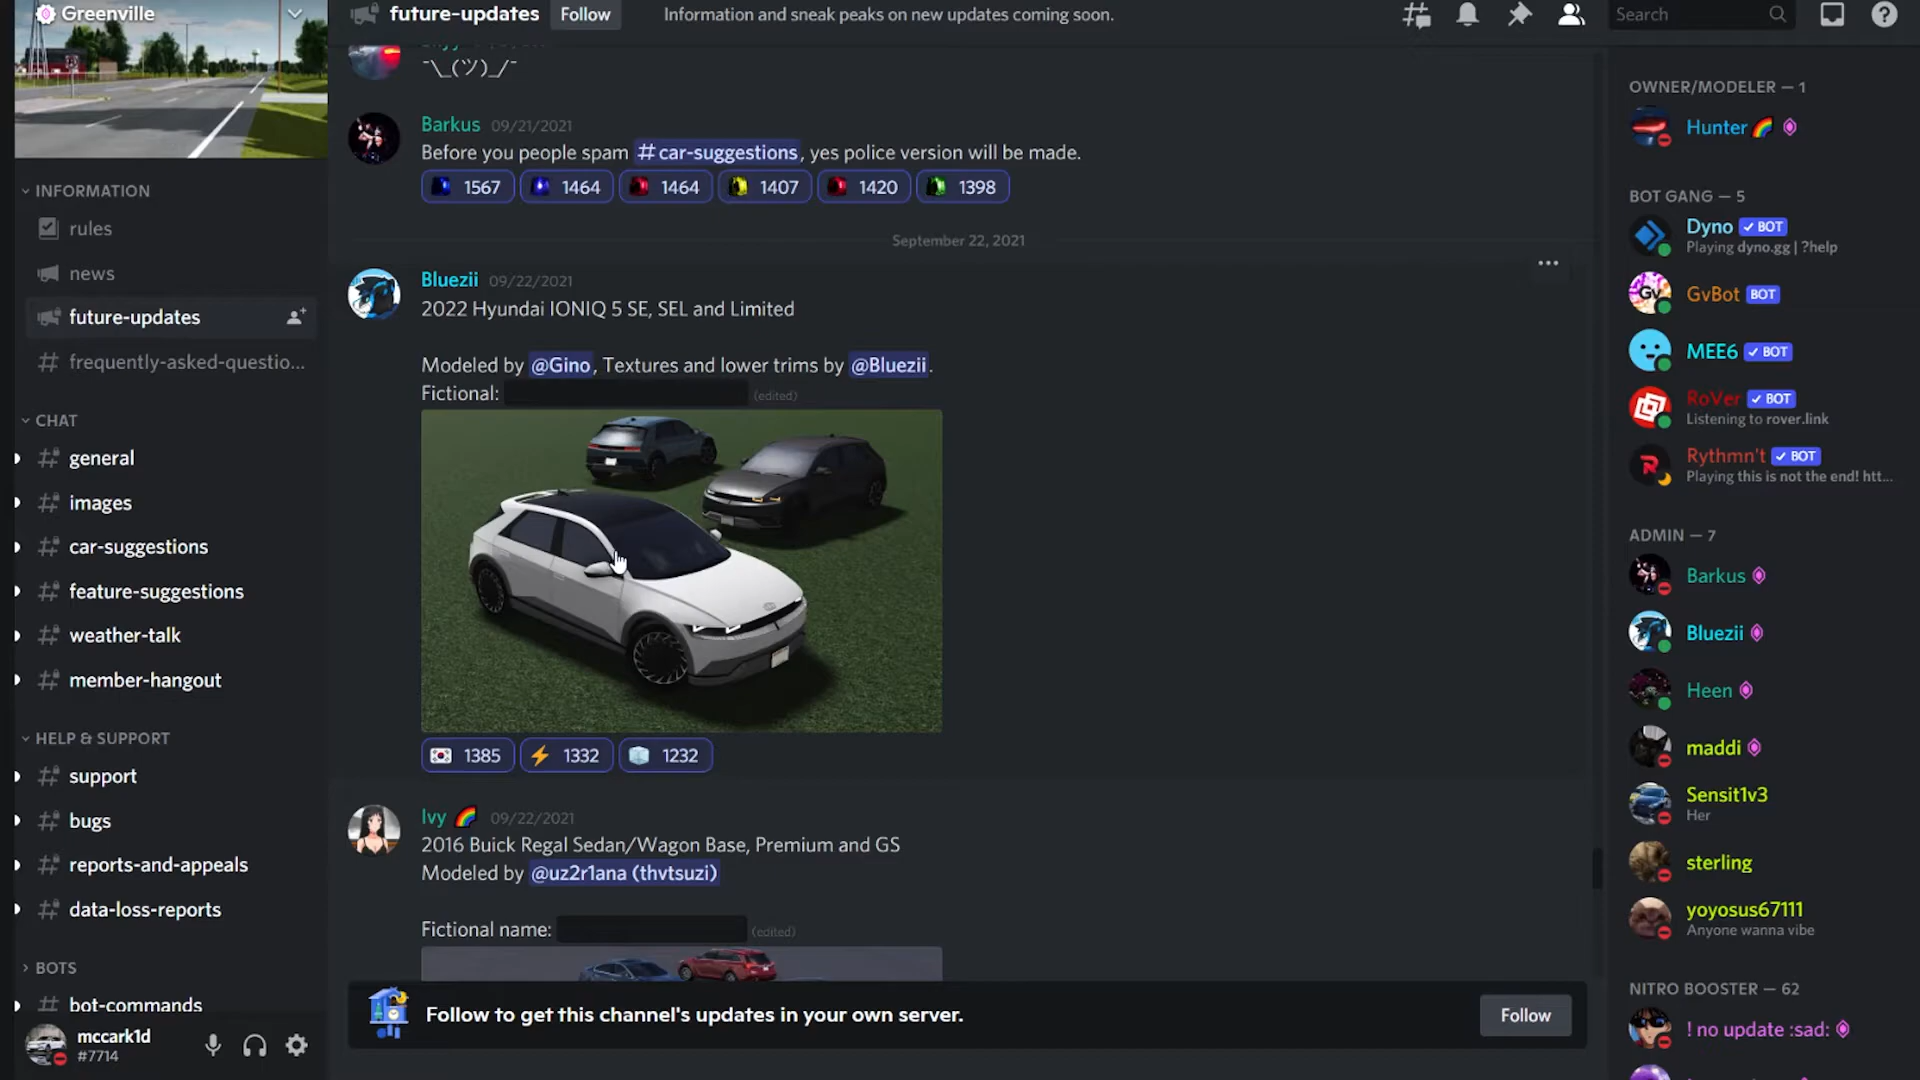 Greenville
INFORMATION
rules
news
future-updates
frequently-asked-questio...
CHAT
general
images
car-suggestions
feature-suggestions
weather-talk
member-hangout
HELP & SUPPORT
support
bugs
reports-and-appeals
data-loss-reports
BOTS
bot-commands
mccark1d
#7714
future-updates
Follow
Information and sneak peaks on new updates coming soon.
Search
¯\_(ツ)_/¯
Barkus 09/21/2021
Before you people spam #car-suggestions, yes police version will be made.
1567 1464 1464 1407 1420 1398
September 22, 2021
Bluezii 09/22/2021
2022 Hyundai IONIQ 5 SE, SEL and Limited
Modeled by @Gino, Textures and lower trims by @Bluezii.
Fictional: (edited)
1385 1332 1232
Ivy 09/22/2021
2016 Buick Regal Sedan/Wagon Base, Premium and GS
Modeled by @uz2r1ana (thvtsuzi)
Fictional name: (edited)
Follow to get this channel's updates in your own server.
Follow
OWNER/MODELER — 1
Hunter
BOT GANG — 5
Dyno BOT
Playing dyno.gg | ?help
GvBot BOT
MEE6 BOT
RoVer BOT
Listening to rover.link
Rythmn't BOT
Playing this is not the end! htt...
ADMIN — 7
Barkus
Bluezii
Heen
maddi
Sensit1v3
Her
sterling
yoyosus67111
Anyone wanna vibe
NITRO BOOSTER — 62
! no update :sad: